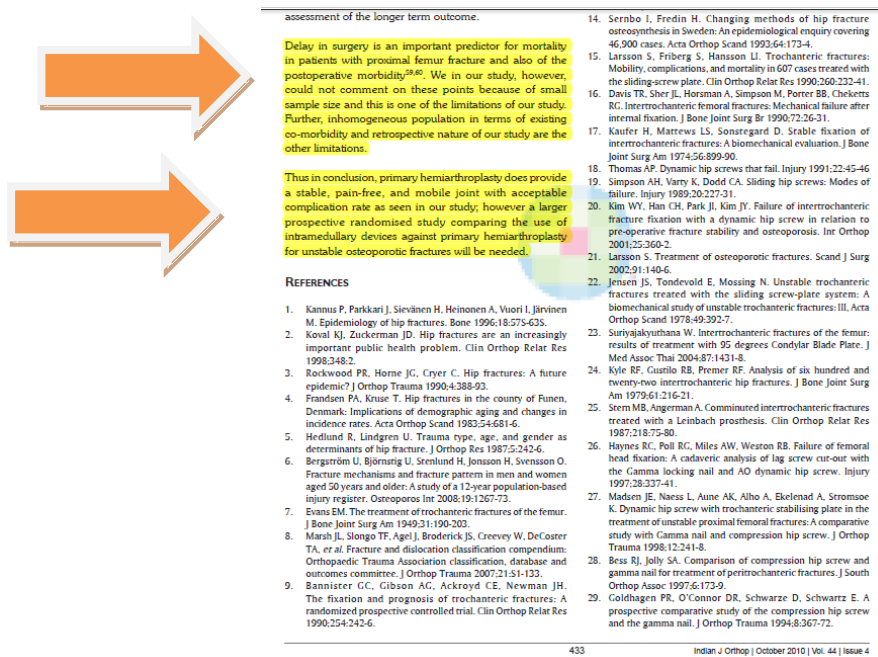 assessment of the longer term outcome.
Delay in surgery is an important predictor for mortality
in patients with proximal femur fracture and also of the
postoperative morbidity59,60. We in our study, however,
could not comment on these points because of small
sample size and this is one of the limitations of our study.
Further, inhomogeneous population in terms of existing
co-morbidity and retrospective nature of our study are the
other limitations.
Thus in conclusion, primary hemiarthroplasty does provide
a stable, pain-free, and mobile joint with acceptable
complication rate as seen in our study; however a larger
prospective randomised study comparing the use of
intramedullary devices against primary hemiarthroplasty
for unstable osteoporotic fractures will be needed.
REFERENCES
1. Kannus P, Parkkari J, Sievänen H, Heinonen A, Vuori I, Järvinen
M. Epidemiology of hip fractures. Bone 1996;18:57S-63S.
2. Koval KJ, Zuckerman JD. Hip fractures are an increasingly
important public health problem. Clin Orthop Relat Res
1998;348:2.
3. Rockwood PR, Horne JG, Cryer C. Hip fractures: A future
epidemic? J Orthop Trauma 1990;4:388-93.
4. Frandsen PA, Kruse T. Hip fractures in the county of Funen,
Denmark: Implications of demographic aging and changes in
incidence rates. Acta Orthop Scand 1983;54:681-6.
5. Hedlund R, Lindgren U. Trauma type, age, and gender as
determinants of hip fracture. J Orthop Res 1987;5:242-6.
6. Bergström U, Björnstig U, Stenlund H, Jonsson H, Svensson O.
Fracture mechanisms and fracture pattern in men and women
aged 50 years and older: A study of a 12-year population-based
injury register. Osteoporos Int 2008;19:1267-73.
7. Evans EM. The treatment of trochanteric fractures of the femur.
J Bone Joint Surg Am 1949;31:190-203.
8. Marsh JL, Slongo TF, Agel J, Broderick JS, Creevey W, DeCoster
TA, et al. Fracture and dislocation classification compendium:
Orthopaedic Trauma Association classification, database and
outcomes committee. J Orthop Trauma 2007;21:S1-133.
9. Bannister GC, Gibson AG, Ackroyd CE, Newman JH.
The fixation and prognosis of trochanteric fractures: A
randomized prospective controlled trial. Clin Orthop Relat Res
1990;254:242-6.
14. Sernbo I, Fredin H. Changing methods of hip fracture
osteosynthesis in Sweden: An epidemiological enquiry covering
46,900 cases. Acta Orthop Scand 1993;64:173-4.
15. Larsson S, Friberg S, Hansson LI. Trochanteric fractures:
Mobility, complications, and mortality in 607 cases treated with
the sliding-screw plate. Clin Orthop Relat Res 1990;260:232-41.
16. Davis TR, Sher JL, Horsman A, Simpson M, Porter BB, Checketts
RG. Intertrochanteric femoral fractures: Mechanical failure after
internal fixation. J Bone Joint Surg Br 1990;72:26-31.
17. Kaufer H, Mattews LS, Sonstegard D. Stable fixation of
intertrochanteric fractures: A biomechanical evaluation. J Bone
Joint Surg Am 1974;56:899-90.
18. Thomas AP. Dynamic hip screws that fail. Injury 1991;22:45-46
19. Simpson AH, Varty K, Dodd CA. Sliding hip screws: Modes of
failure. Injury 1989;20:227-31.
20. Kim WY, Han CH, Park JI, Kim JY. Failure of intertrochanteric
fracture fixation with a dynamic hip screw in relation to
pre-operative fracture stability and osteoporosis. Int Orthop
2001;25:360-2.
21. Larsson S. Treatment of osteoporotic fractures. Scand J Surg
2002;91:140-6.
22. Jensen JS, Tondevold E, Mossing N. Unstable trochanteric
fractures treated with the sliding screw-plate system: A
biomechanical study of unstable trochanteric fractures: III, Acta
Orthop Scand 1978;49:392-7.
23. Suriyajakyuthana W. Intertrochanteric fractures of the femur:
results of treatment with 95 degrees Condylar Blade Plate. J
Med Assoc Thai 2004;87:1431-8.
24. Kyle RF, Gustilo RB, Premer RF. Analysis of six hundred and
twenty-two intertrochanteric hip fractures. J Bone Joint Surg
Am 1979;61:216-21.
25. Stern MB, Angerman A. Comminuted intertrochanteric fractures
treated with a Leinbach prosthesis. Clin Orthop Relat Res
1987;218:75-80.
26. Haynes RC, Poll RG, Miles AW, Weston RB. Failure of femoral
head fixation: A cadaveric analysis of lag screw cut-out with
the Gamma locking nail and AO dynamic hip screw. Injury
1997;28:337-41.
27. Madsen JE, Naess L, Aune AK, Alho A, Ekelenad A, Stromsoe
K. Dynamic hip screw with trochanteric stabilising plate in the
treatment of unstable proximal femoral fractures: A comparative
study with Gamma nail and compression hip screw. J Orthop
Trauma 1998;12:241-8.
28. Bess RJ, Jolly SA. Comparison of compression hip screw and
gamma nail for treatment of peritrochanteric fractures. J South
Orthop Assoc 1997;6:173-9.
29. Goldhagen PR, O'Connor DR, Schwarze D, Schwartz E. A
prospective comparative study of the compression hip screw
and the gamma nail. J Orthop Trauma 1994;8:367-72.
433 Indian J Orthop | October 2010 | Vol. 44 | Issue 4